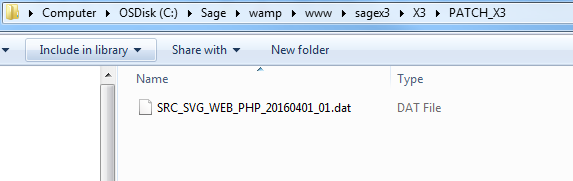 Computer OSDisk (C:) Sage wamp www sagex3 X3 PATCH_X3
Include in library Share with New folder
Name Type
SRC_SVG_WEB_PHP_20160401_01.dat DAT File